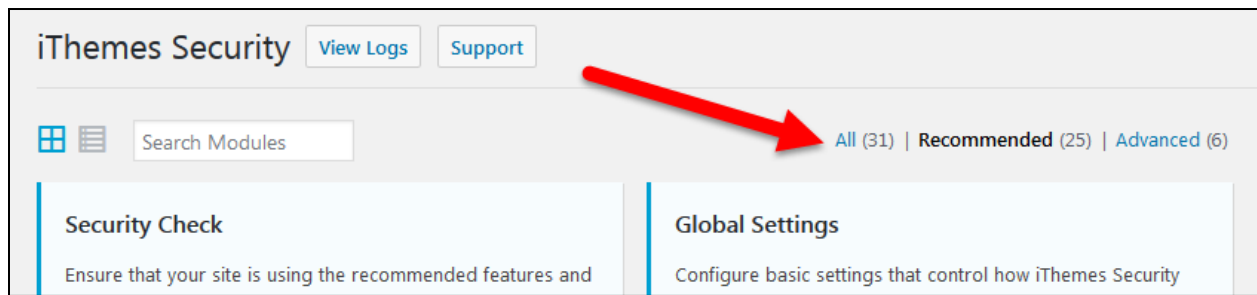 iThemes Security View Logs Support
Search Modules All (31) | Recommended (25) | Advanced (6)
Security Check
Ensure that your site is using the recommended features and
Global Settings
Configure basic settings that control how iThemes Security